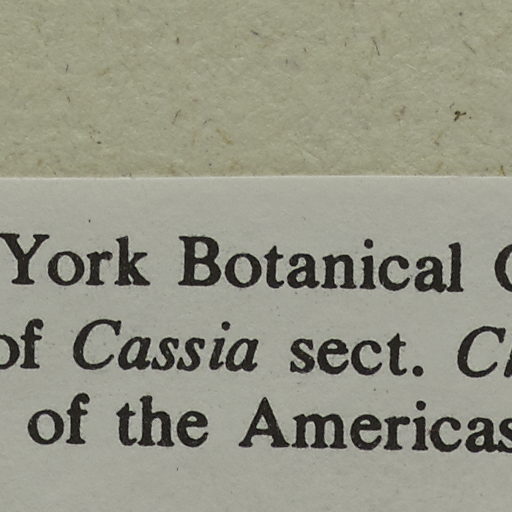 York Botanical
of Cassia sect.
of the Americas